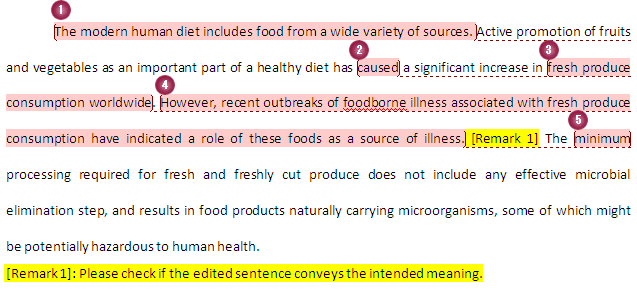 1
The modern human diet includes food from a wide variety of sources. Active promotion of fruits
2 3
and vegetables as an important part of a healthy diet has caused a significant increase in fresh produce
4
consumption worldwide. However, recent outbreaks of foodborne illness associated with fresh produce
consumption have indicated a role of these foods as a source of illness. [Remark 1] The minimum
5
processing required for fresh and freshly cut produce does not include any effective microbial
elimination step, and results in food products naturally carrying microorganisms, some of which might
be potentially hazardous to human health.
[Remark 1]: Please check if the edited sentence conveys the intended meaning.